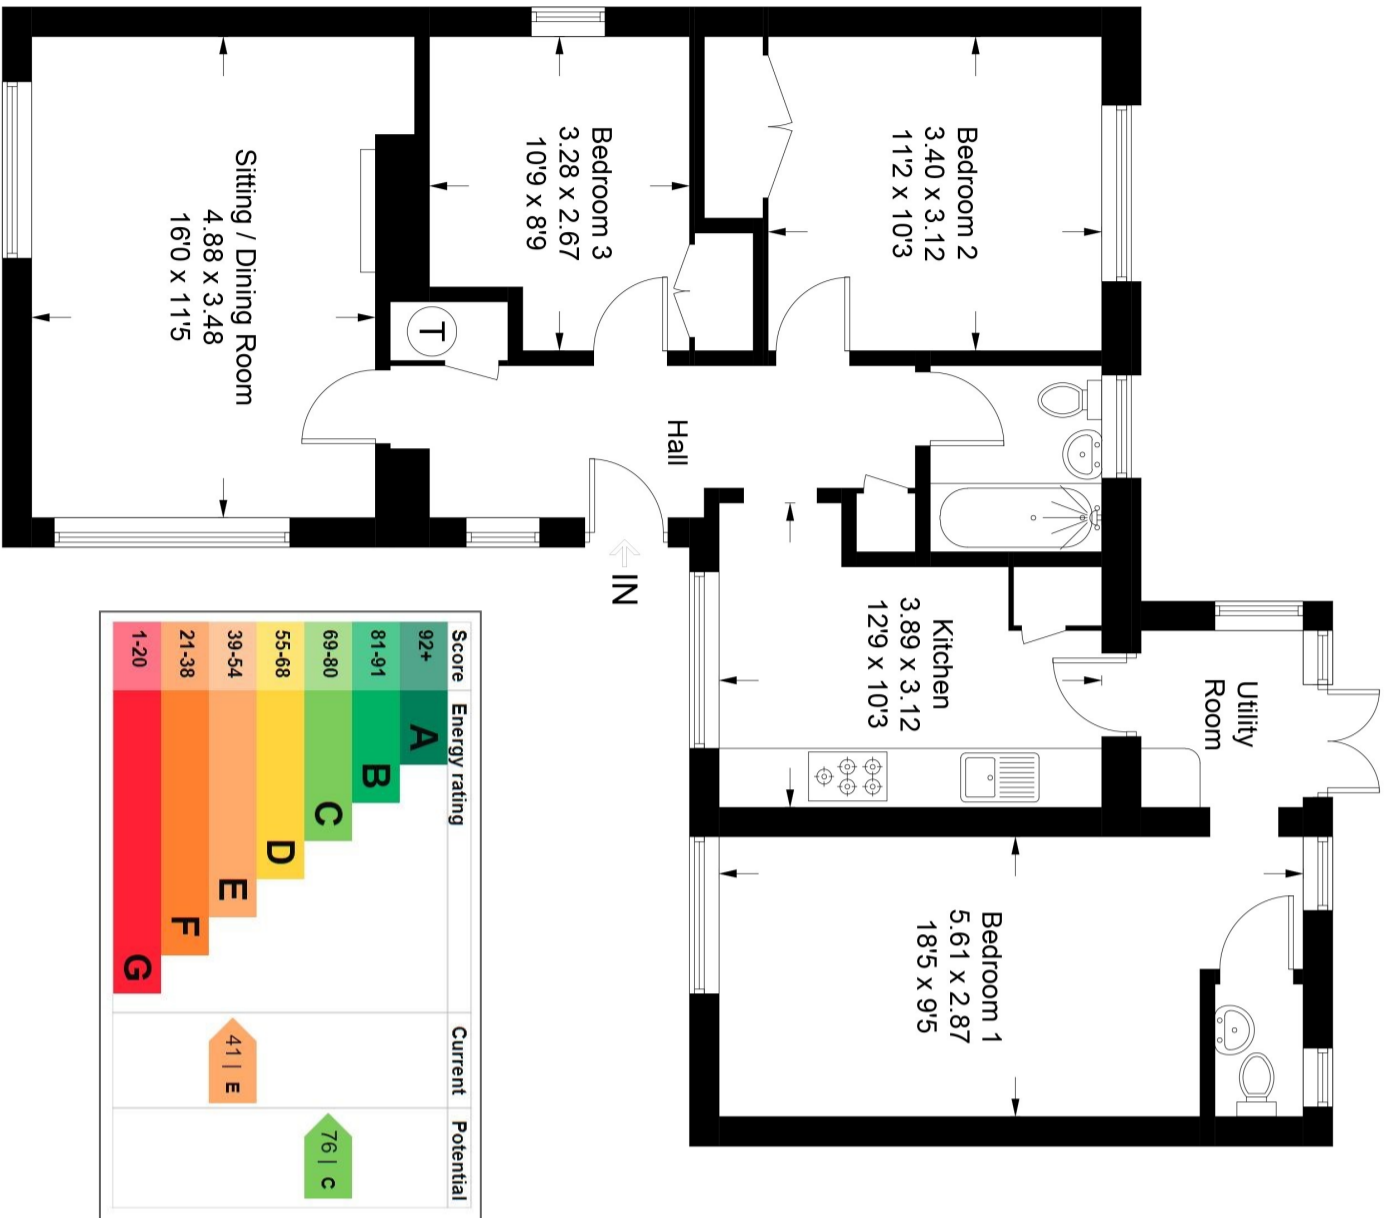 Utility
Room
Bedroom 2
3.40 x 3.12
11'2 x 10'3
Kitchen
3.89 x 3.12
12'9 x 10'3
Bedroom 1
5.61 x 2.87
18'5 x 9'5
Bedroom 3
3.28 x 2.67
10'9 x 8'9
Hall
IN
T
Sitting / Dining Room
4.88 x 3.48
16'0 x 11'5
Score Energy rating Current Potential
92+ A
81-91 B
69-80 C 76 | C
55-68 D
39-54 E 41 | E
21-38 F
1-20 G